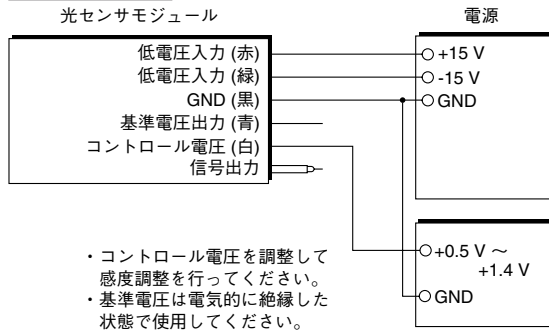 光センサモジュール
電源
低電圧入力 (赤)
低電圧入力 (緑)
GND (黒)
基準電圧出力 (青)
コントロール電圧 (白)
信号出力
+15 V
-15 V
GND
+0.5 V ～
+1.4 V
GND
・コントロール電圧を調整して
感度調整を行ってください。
・基準電圧は電気的に絶縁した
状態で使用してください。